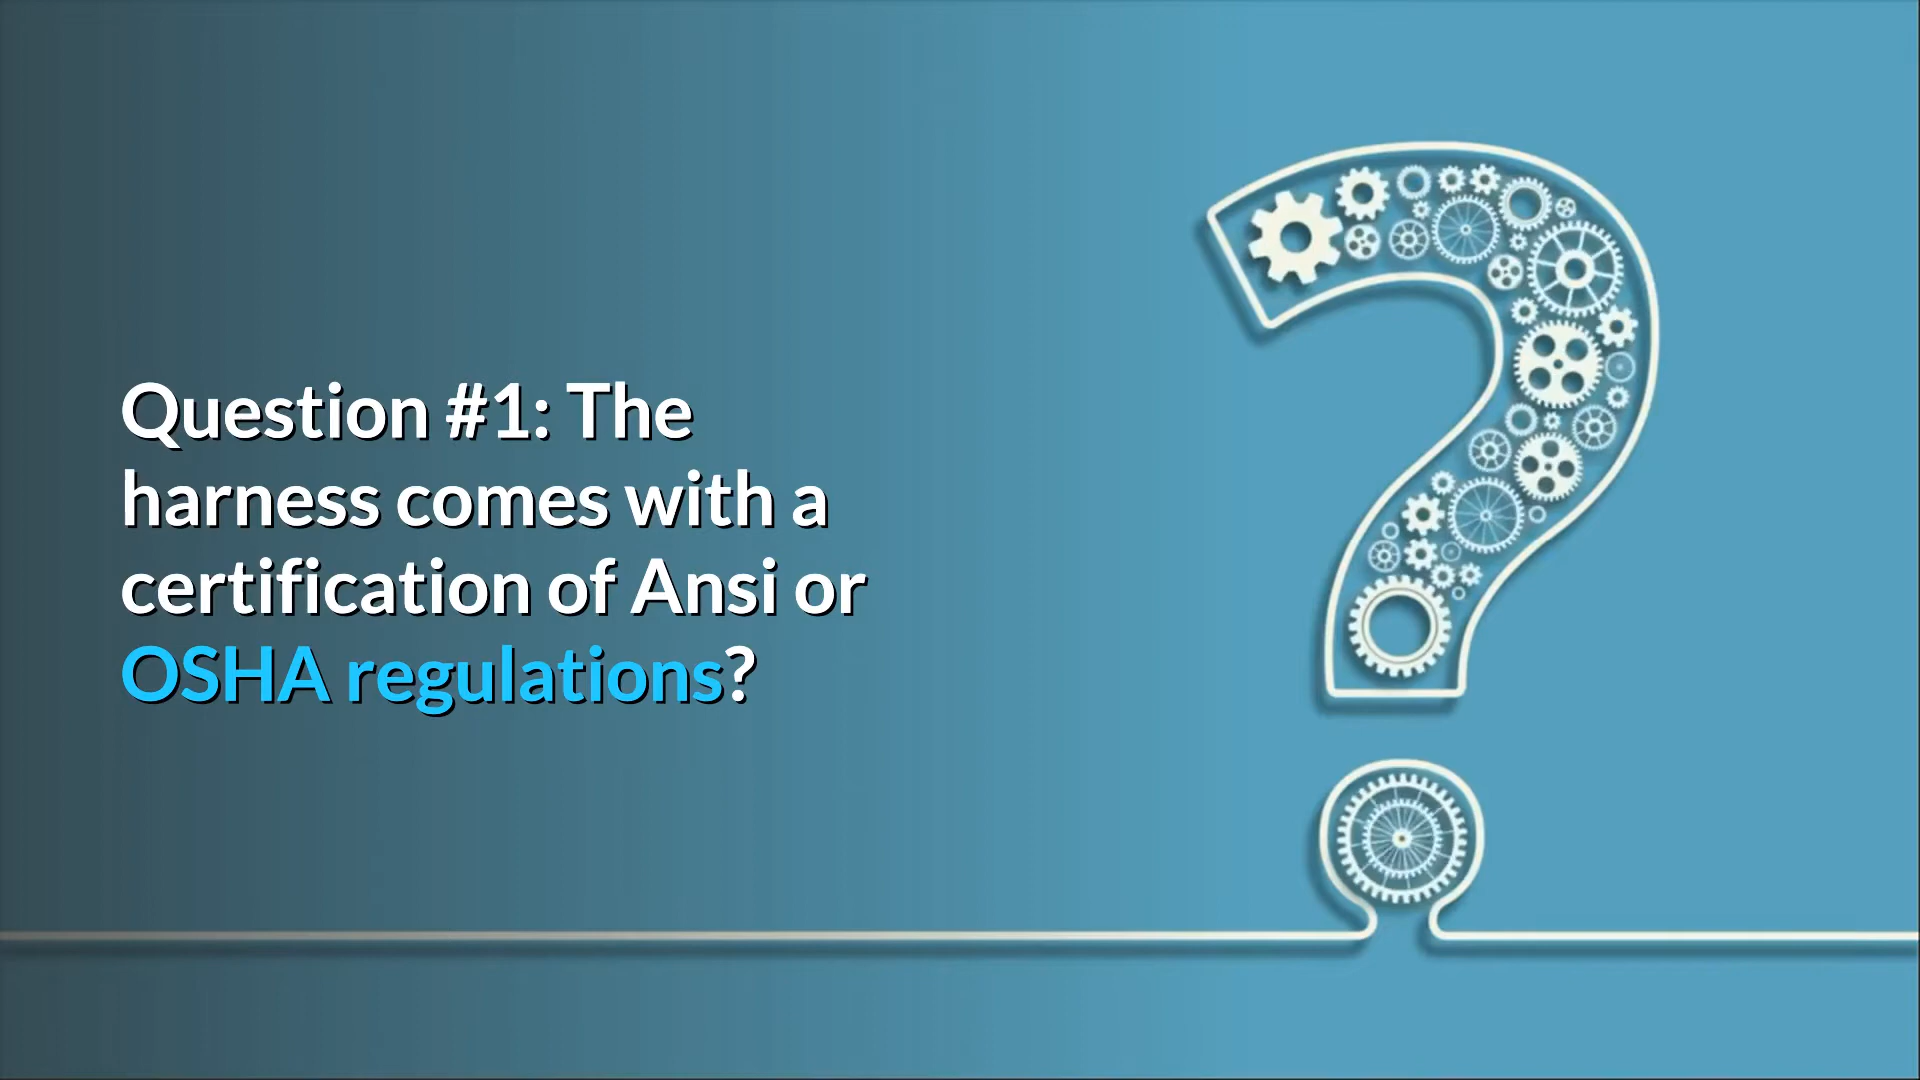 Question #1: The
harness comes with a
certification of Ansi or
OSHA regulations?